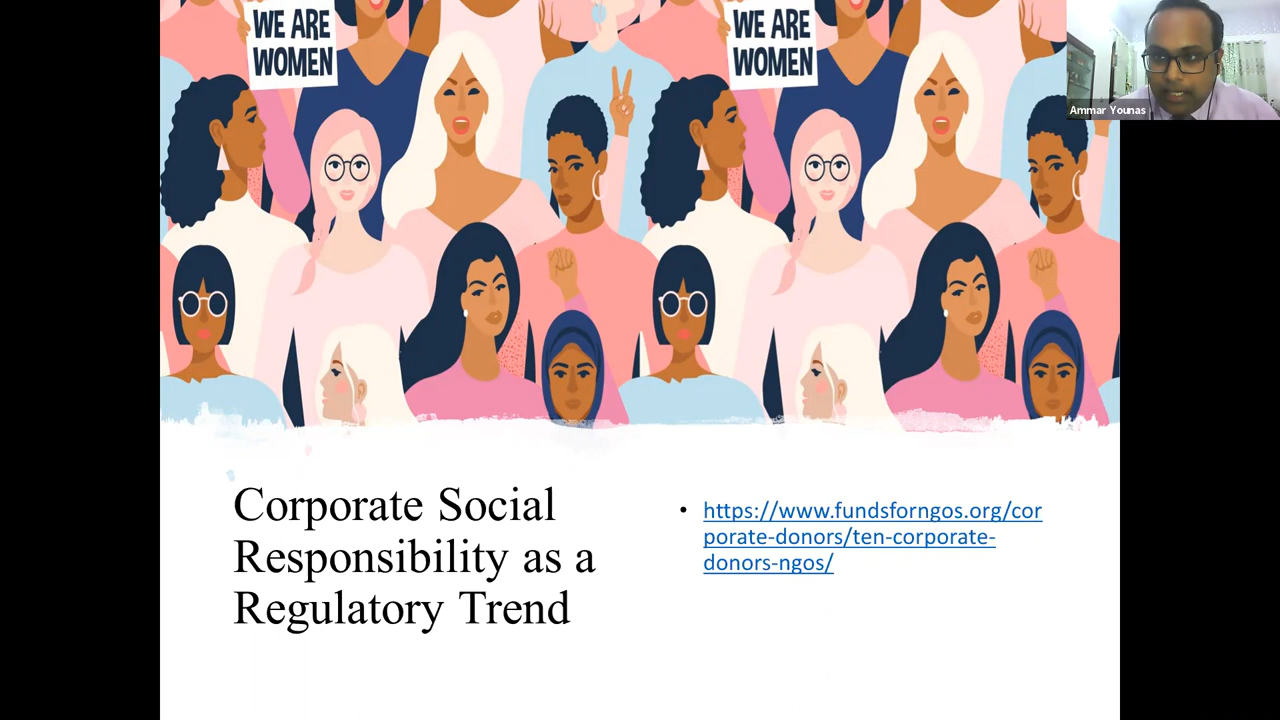 WE ARE
WOMEN
WE ARE
WOMEN
Ammar Younas
Corporate Social
Responsibility as a
Regulatory Trend
• https://www.fundsforngos.org/cor
porate-donors/ten-corporate-
donors-ngos/